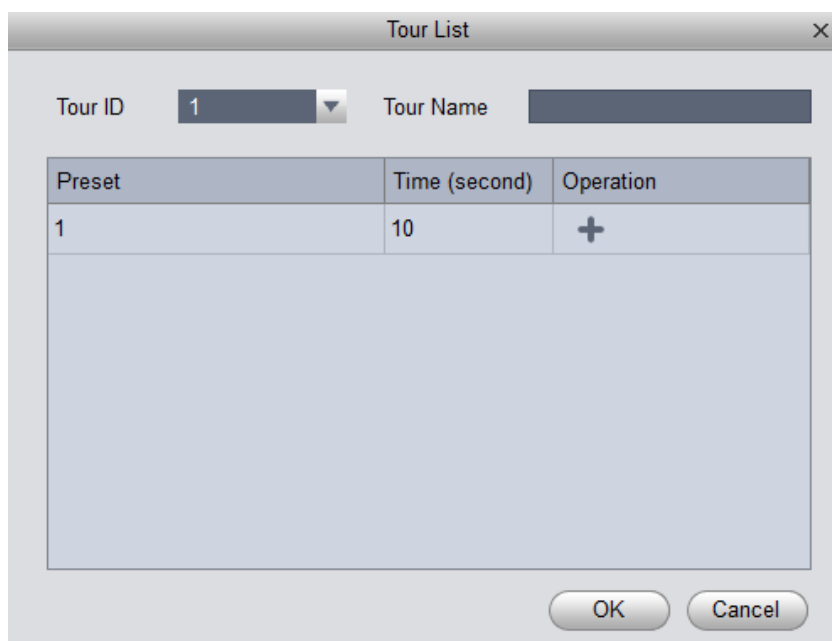 Tour List
Tour ID 1 Tour Name
Preset Time (second) Operation
1 10
OK Cancel